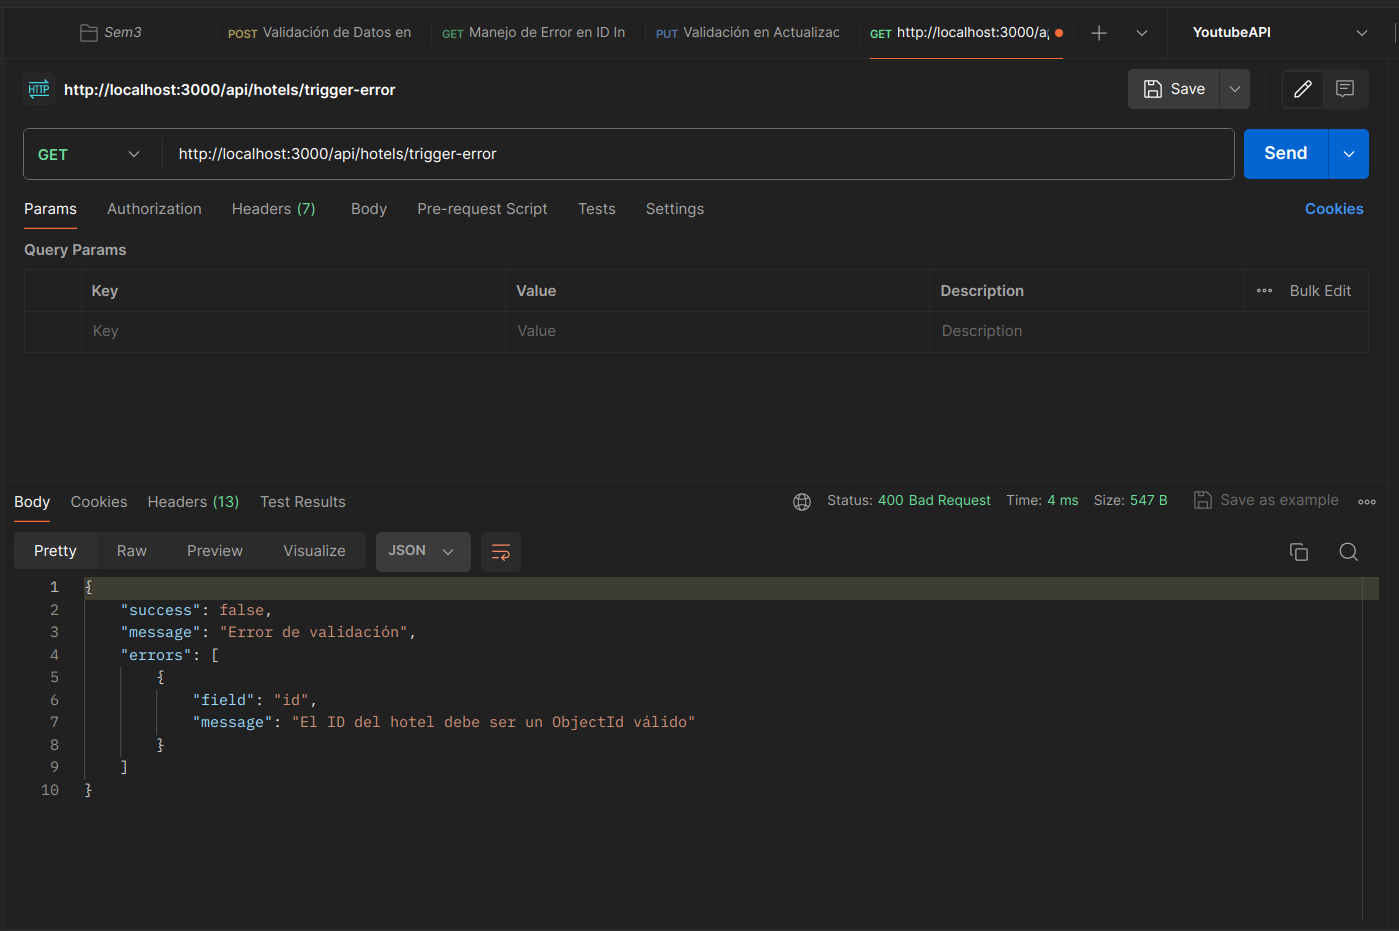 Sem3
POST Validación de Datos en
GET Manejo de Error en ID In
PUT Validación en Actualizac
GET http://localhost:3000/a
YoutubeAPI
HTTP http://localhost:3000/api/hotels/trigger-error
Save
GET http://localhost:3000/api/hotels/trigger-error
Send
Params Authorization Headers (7) Body Pre-request Script Tests Settings Cookies
Query Params
Key Value Description Bulk Edit
Key Value Description
Body Cookies Headers (13) Test Results Status: 400 Bad Request Time: 4 ms Size: 547 B Save as example
Pretty Raw Preview Visualize JSON
1 {
2 "success": false,
3 "message": "Error de validación",
4 "errors": [
5 {
6 "field": "id",
7 "message": "El ID del hotel debe ser un ObjectId válido"
8 }
9 ]
10 }